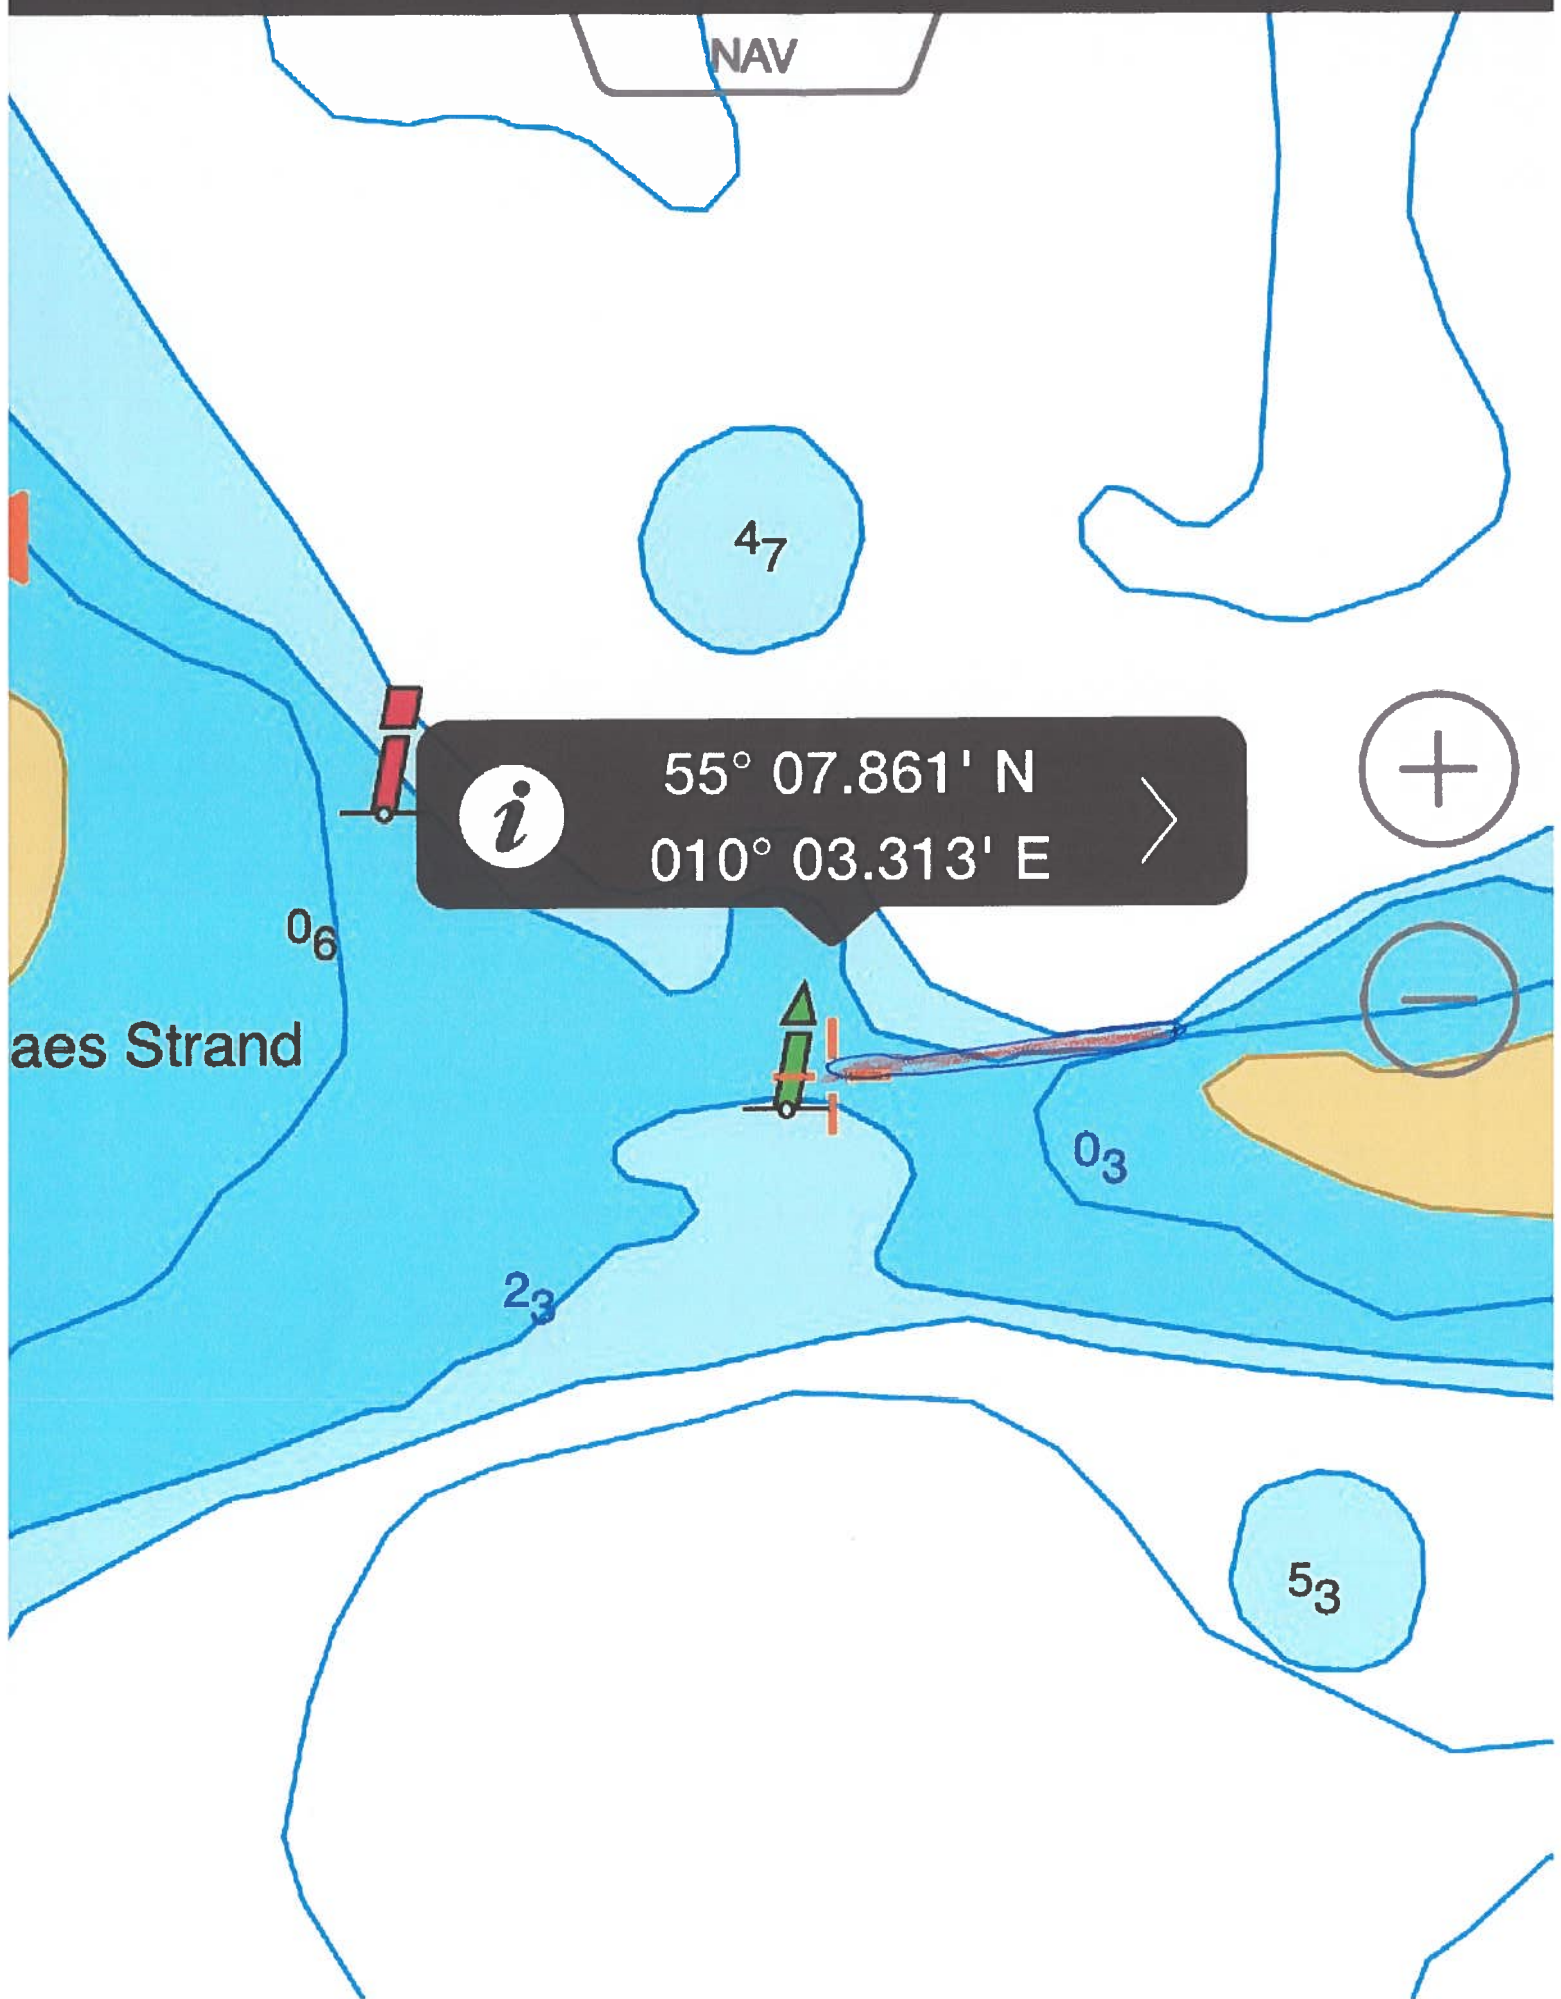 NAV
4₇
55° 07.861' N
010° 03.313' E
0₆
aes Strand
0₃
2₃
5₃